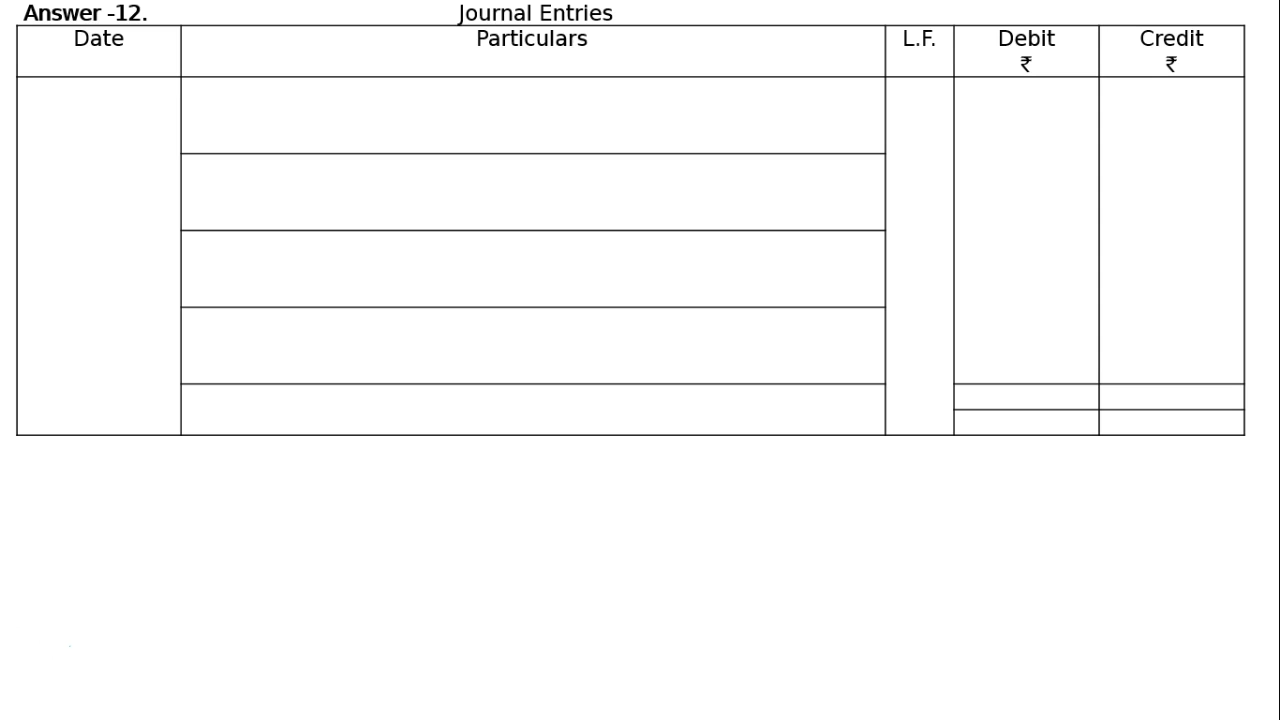 Answer -12. Journal Entries
Date Particulars L.F. Debit Credit
₹ ₹